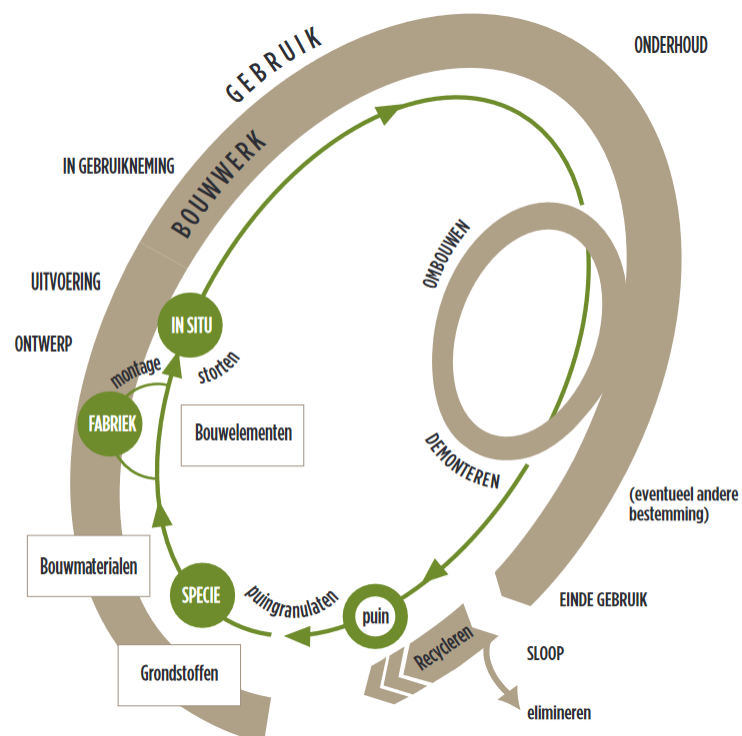 GEBRUIK
ONDERHOUD
BOUWWERK
IN GEBRUIKNEMING
OMBOUWEN
UITVOERING
IN SITU
ONTWERP
montage
storten
FABRIEK
Bouwelementen
DEMONTEREN
(eventueel andere
bestemming)
Bouwmaterialen
SPECIE
puingranulaten
puin
EINDE GEBRUIK
Recycleren
SLOOP
Grondstoffen
elimineren